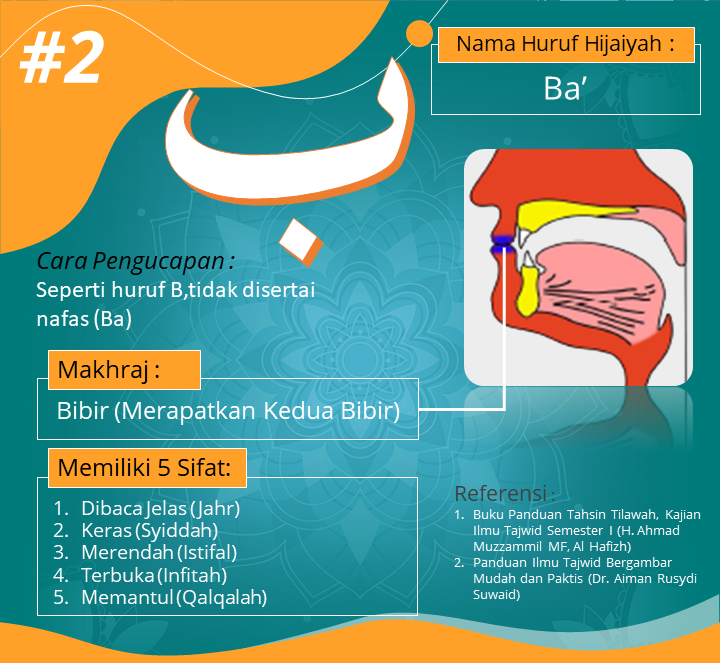 #2
Nama Huruf Hijaiyah :
Ba’
ب
Cara Pengucapan :
Seperti huruf B,tidak disertai
nafas (Ba)
Makhraj :
Bibir (Merapatkan Kedua Bibir)
Memiliki 5 Sifat:
1. Dibaca Jelas (Jahr)
2. Keras (Syiddah)
3. Merendah (Istifal)
4. Terbuka (Infitah)
5. Memantul (Qalqalah)
Referensi :
1. Buku Panduan Tahsin Tilawah, Kajian
Ilmu Tajwid Semester I (H. Ahmad
Muzzammil MF, Al Hafizh)
2. Panduan Ilmu Tajwid Bergambar
Mudah dan Paktis (Dr. Aiman Rusydi
Suwaid)